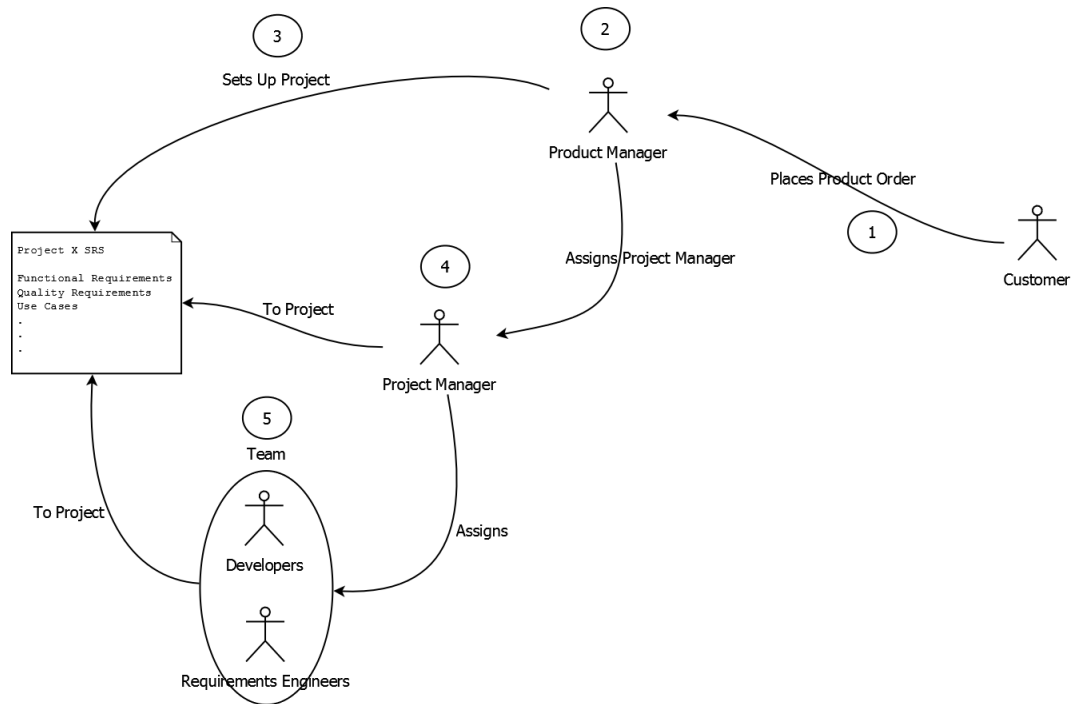 3
2
Sets Up Project
Product Manager
Places Product Order
1
Customer
Project X SRS
Functional Requirements
Quality Requirements
Use Cases
.
.
.
4
Assigns Project Manager
To Project
Project Manager
5
Team
To Project
Developers
Assigns
Requirements Engineers